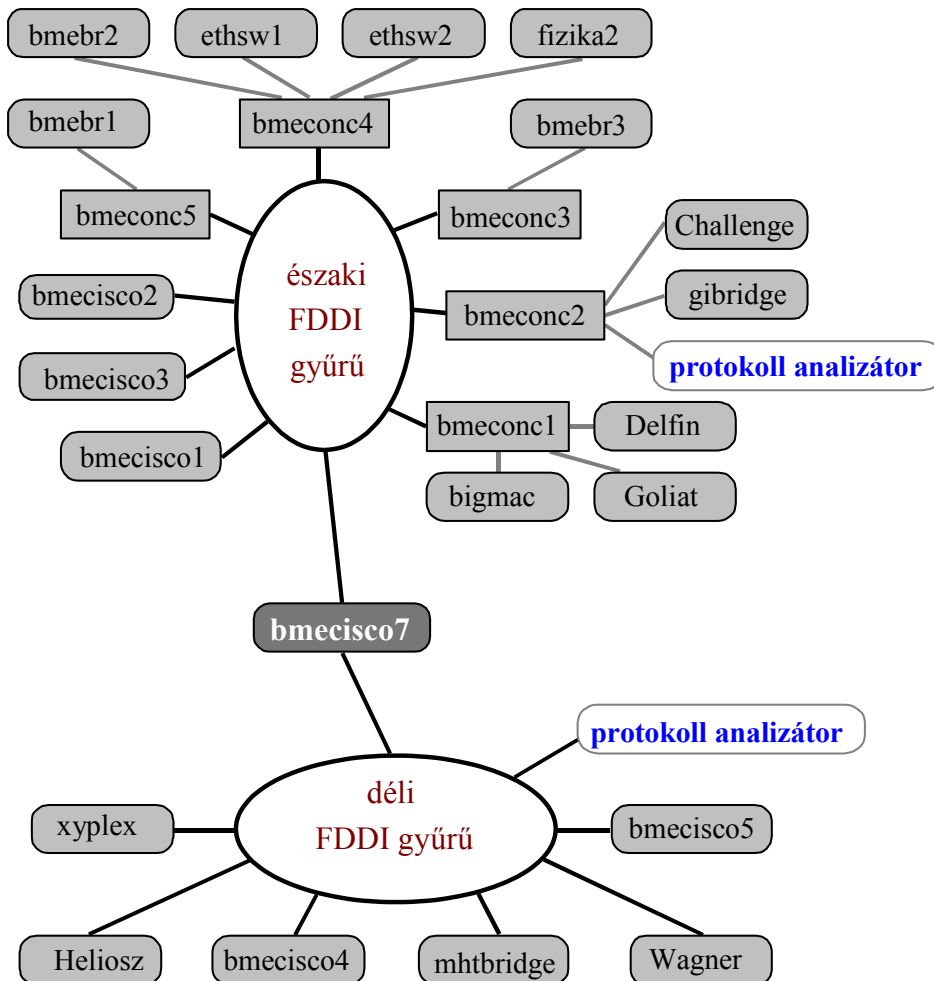 bmebr2
ethsw1
ethsw2
fizika2
bmebr1
bmeconc4
bmebr3
bmeconc5
bmeconc3
Challenge
bmecisco2
északi
FDDI
gyűrű
bmeconc2
gibridge
protokoll analizátor
bmecisco3
bmecisco1
bmeconc1
Delfin
bigmac
Goliat
bmecisco7
protokoll analizátor
xyplex
déli
FDDI gyűrű
bmecisco5
Heliosz
bmecisco4
mhtbridge
Wagner